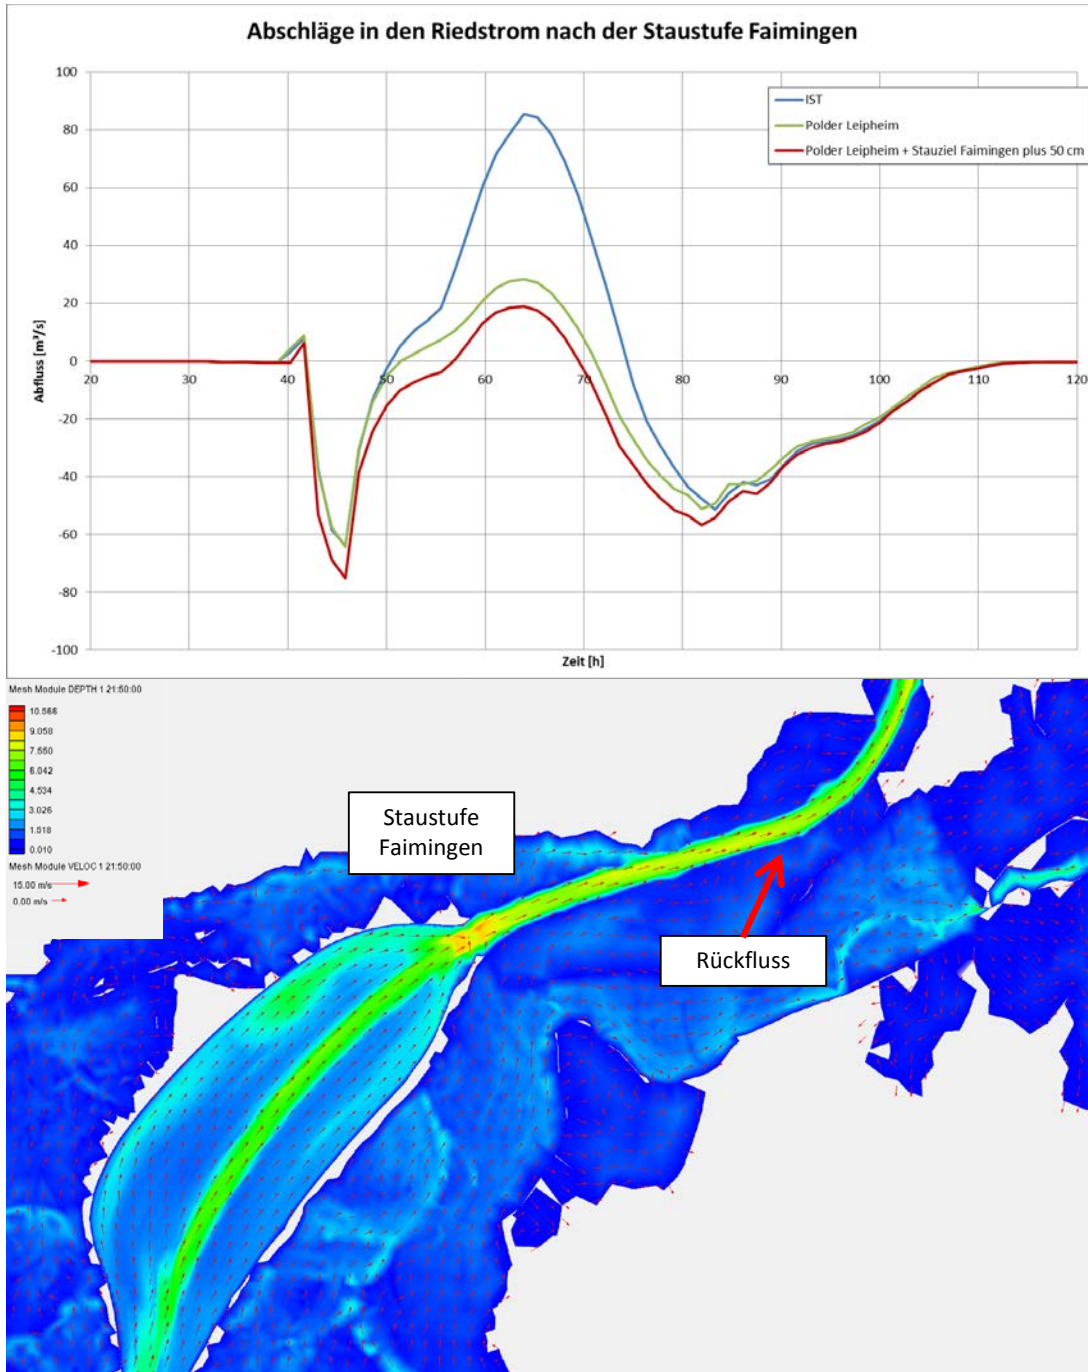 Abschläge in den Riedstrom nach der Staustufe Faimingen
100
80
60
40
20
0
-20
-40
-60
-80
-100
Abfluss [m³/s]
20 30 40 50 60 70 80 90 100 110 120
Zeit [h]
IST
Polder Leipheim
Polder Leipheim + Stauziel Faimingen plus 50 cm
Mesh Module DEPTH 1 21:50:00
10.566
9.058
7.550
6.042
4.534
3.026
1.518
0.010
Mesh Module VELOC 1 21:50:00
15.00 m/s
0.00 m/s
Staustufe
Faimingen
Rückfluss